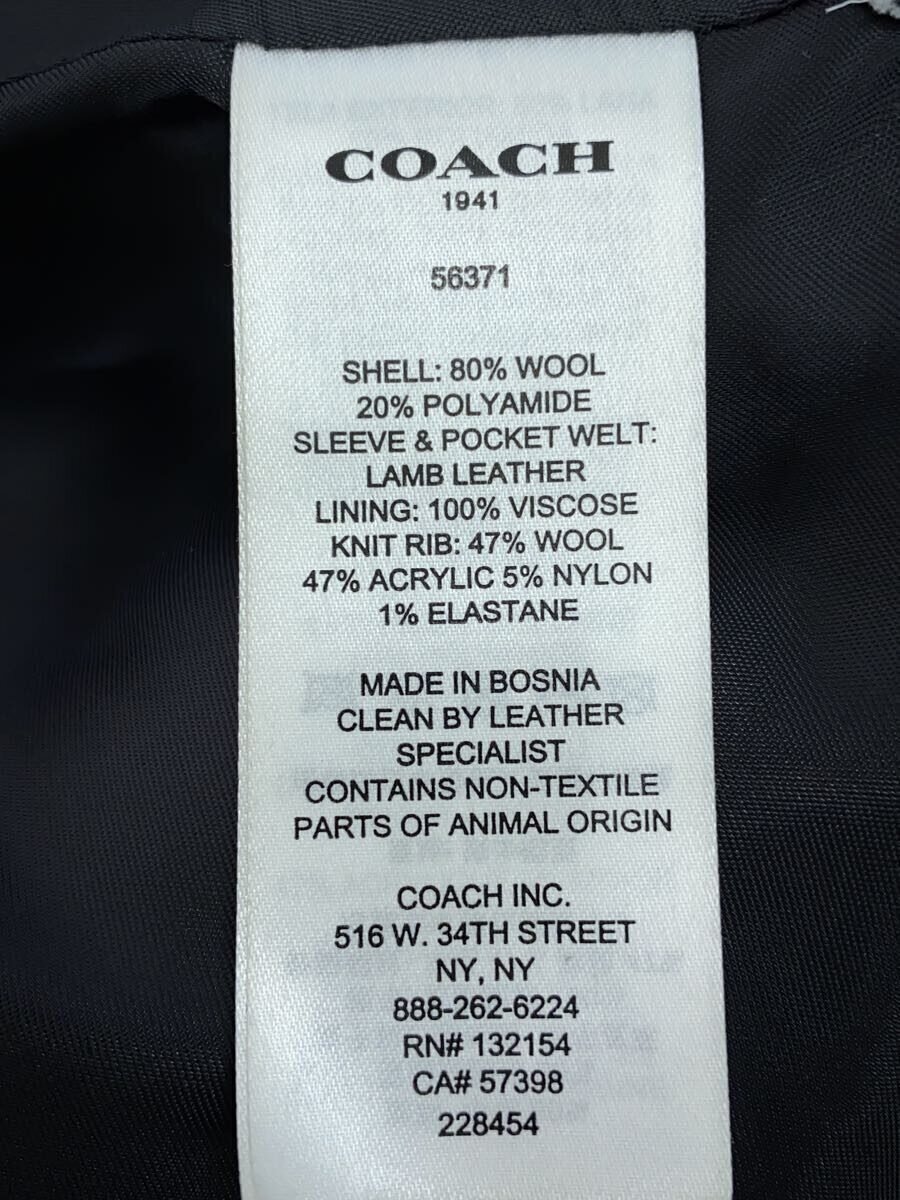 COACH
1941
56371
SHELL: 80% WOOL
20% POLYAMIDE
SLEEVE & POCKET WELT:
LAMB LEATHER
LINING: 100% VISCOSE
KNIT RIB: 47% WOOL
47% ACRYLIC 5% NYLON
1% ELASTANE
MADE IN BOSNIA
CLEAN BY LEATHER
SPECIALIST
CONTAINS NON-TEXTILE
PARTS OF ANIMAL ORIGIN
COACH INC.
516 W. 34TH STREET
NY, NY
888-262-6224
RN# 132154
CA# 57398
228454